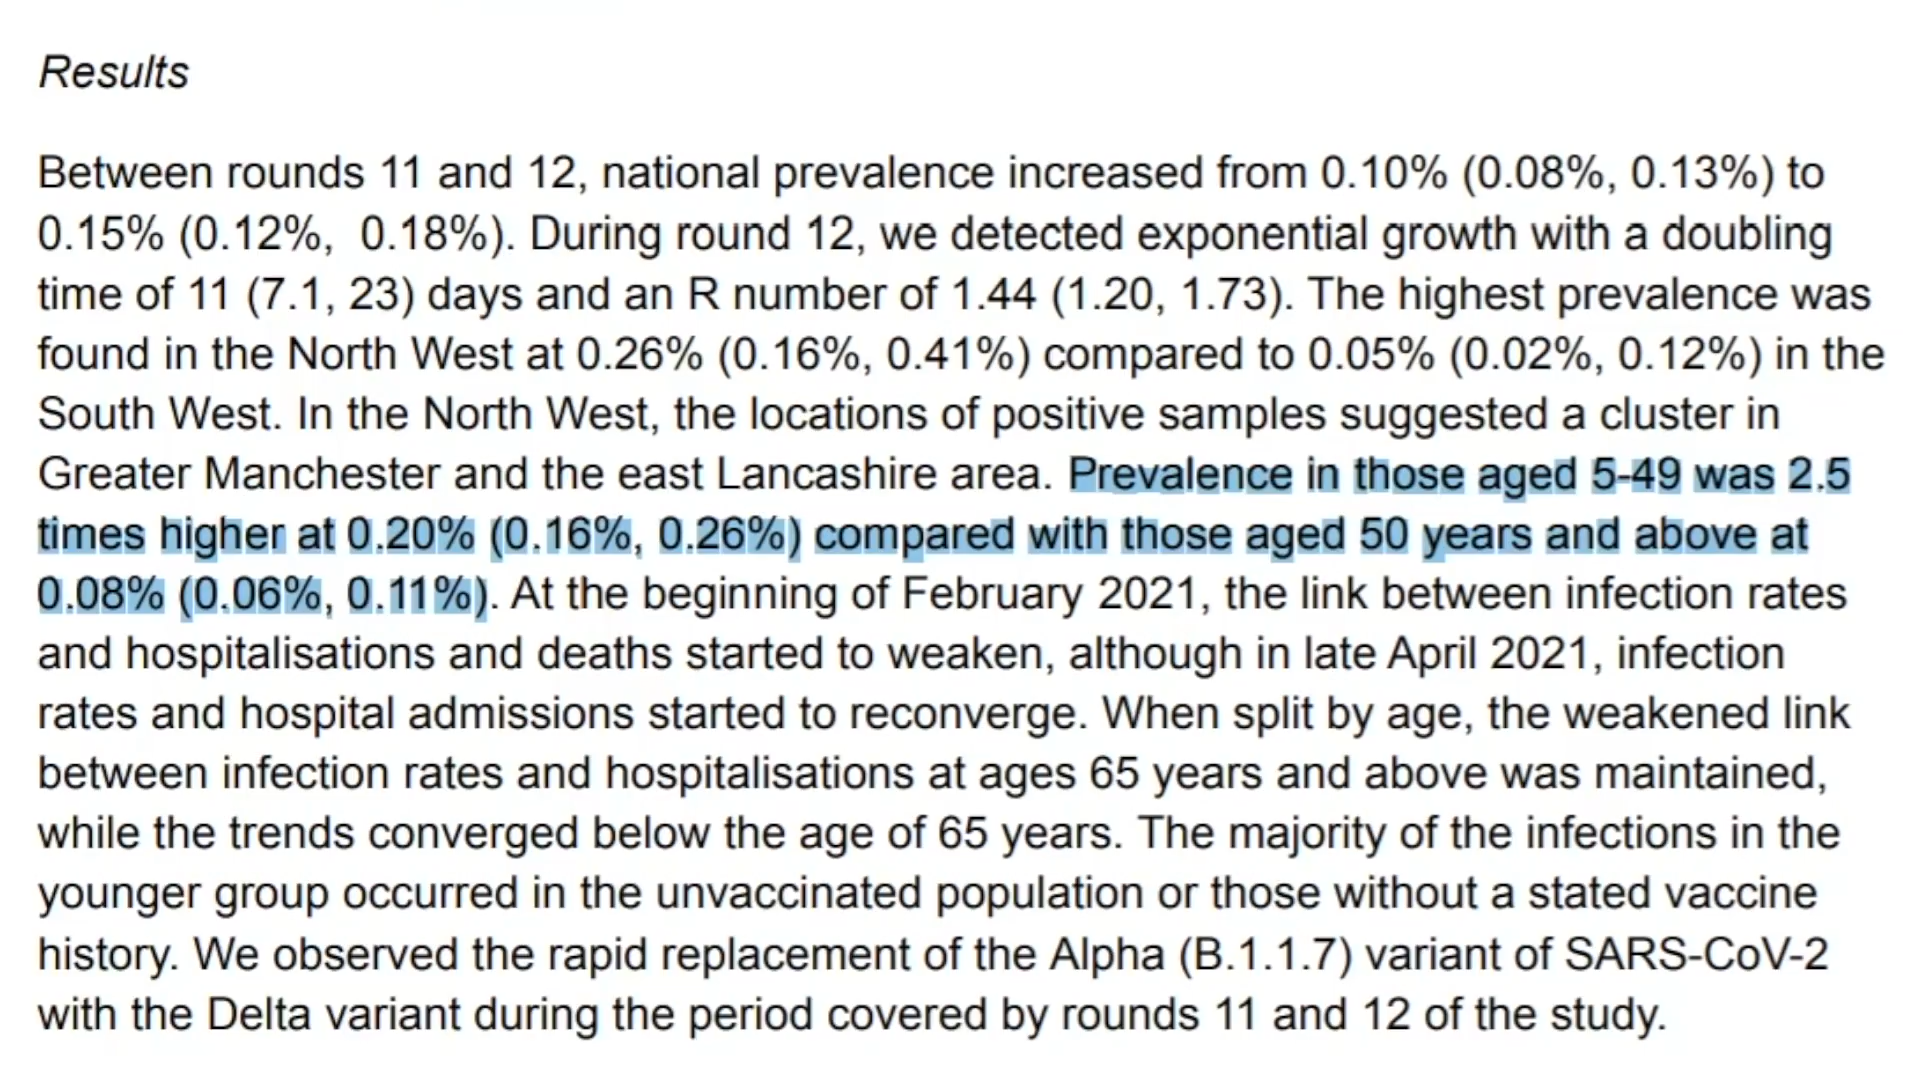 Results
Between rounds 11 and 12, national prevalence increased from 0.10% (0.08%, 0.13%) to
0.15% (0.12%, 0.18%). During round 12, we detected exponential growth with a doubling
time of 11 (7.1, 23) days and an R number of 1.44 (1.20, 1.73). The highest prevalence was
found in the North West at 0.26% (0.16%, 0.41%) compared to 0.05% (0.02%, 0.12%) in the
South West. In the North West, the locations of positive samples suggested a cluster in
Greater Manchester and the east Lancashire area. Prevalence in those aged 5-49 was 2.5
times higher at 0.20% (0.16%, 0.26%) compared with those aged 50 years and above at
0.08% (0.06%, 0.11%). At the beginning of February 2021, the link between infection rates
and hospitalisations and deaths started to weaken, although in late April 2021, infection
rates and hospital admissions started to reconverge. When split by age, the weakened link
between infection rates and hospitalisations at ages 65 years and above was maintained,
while the trends converged below the age of 65 years. The majority of the infections in the
younger group occurred in the unvaccinated population or those without a stated vaccine
history. We observed the rapid replacement of the Alpha (B.1.1.7) variant of SARS-CoV-2
with the Delta variant during the period covered by rounds 11 and 12 of the study.